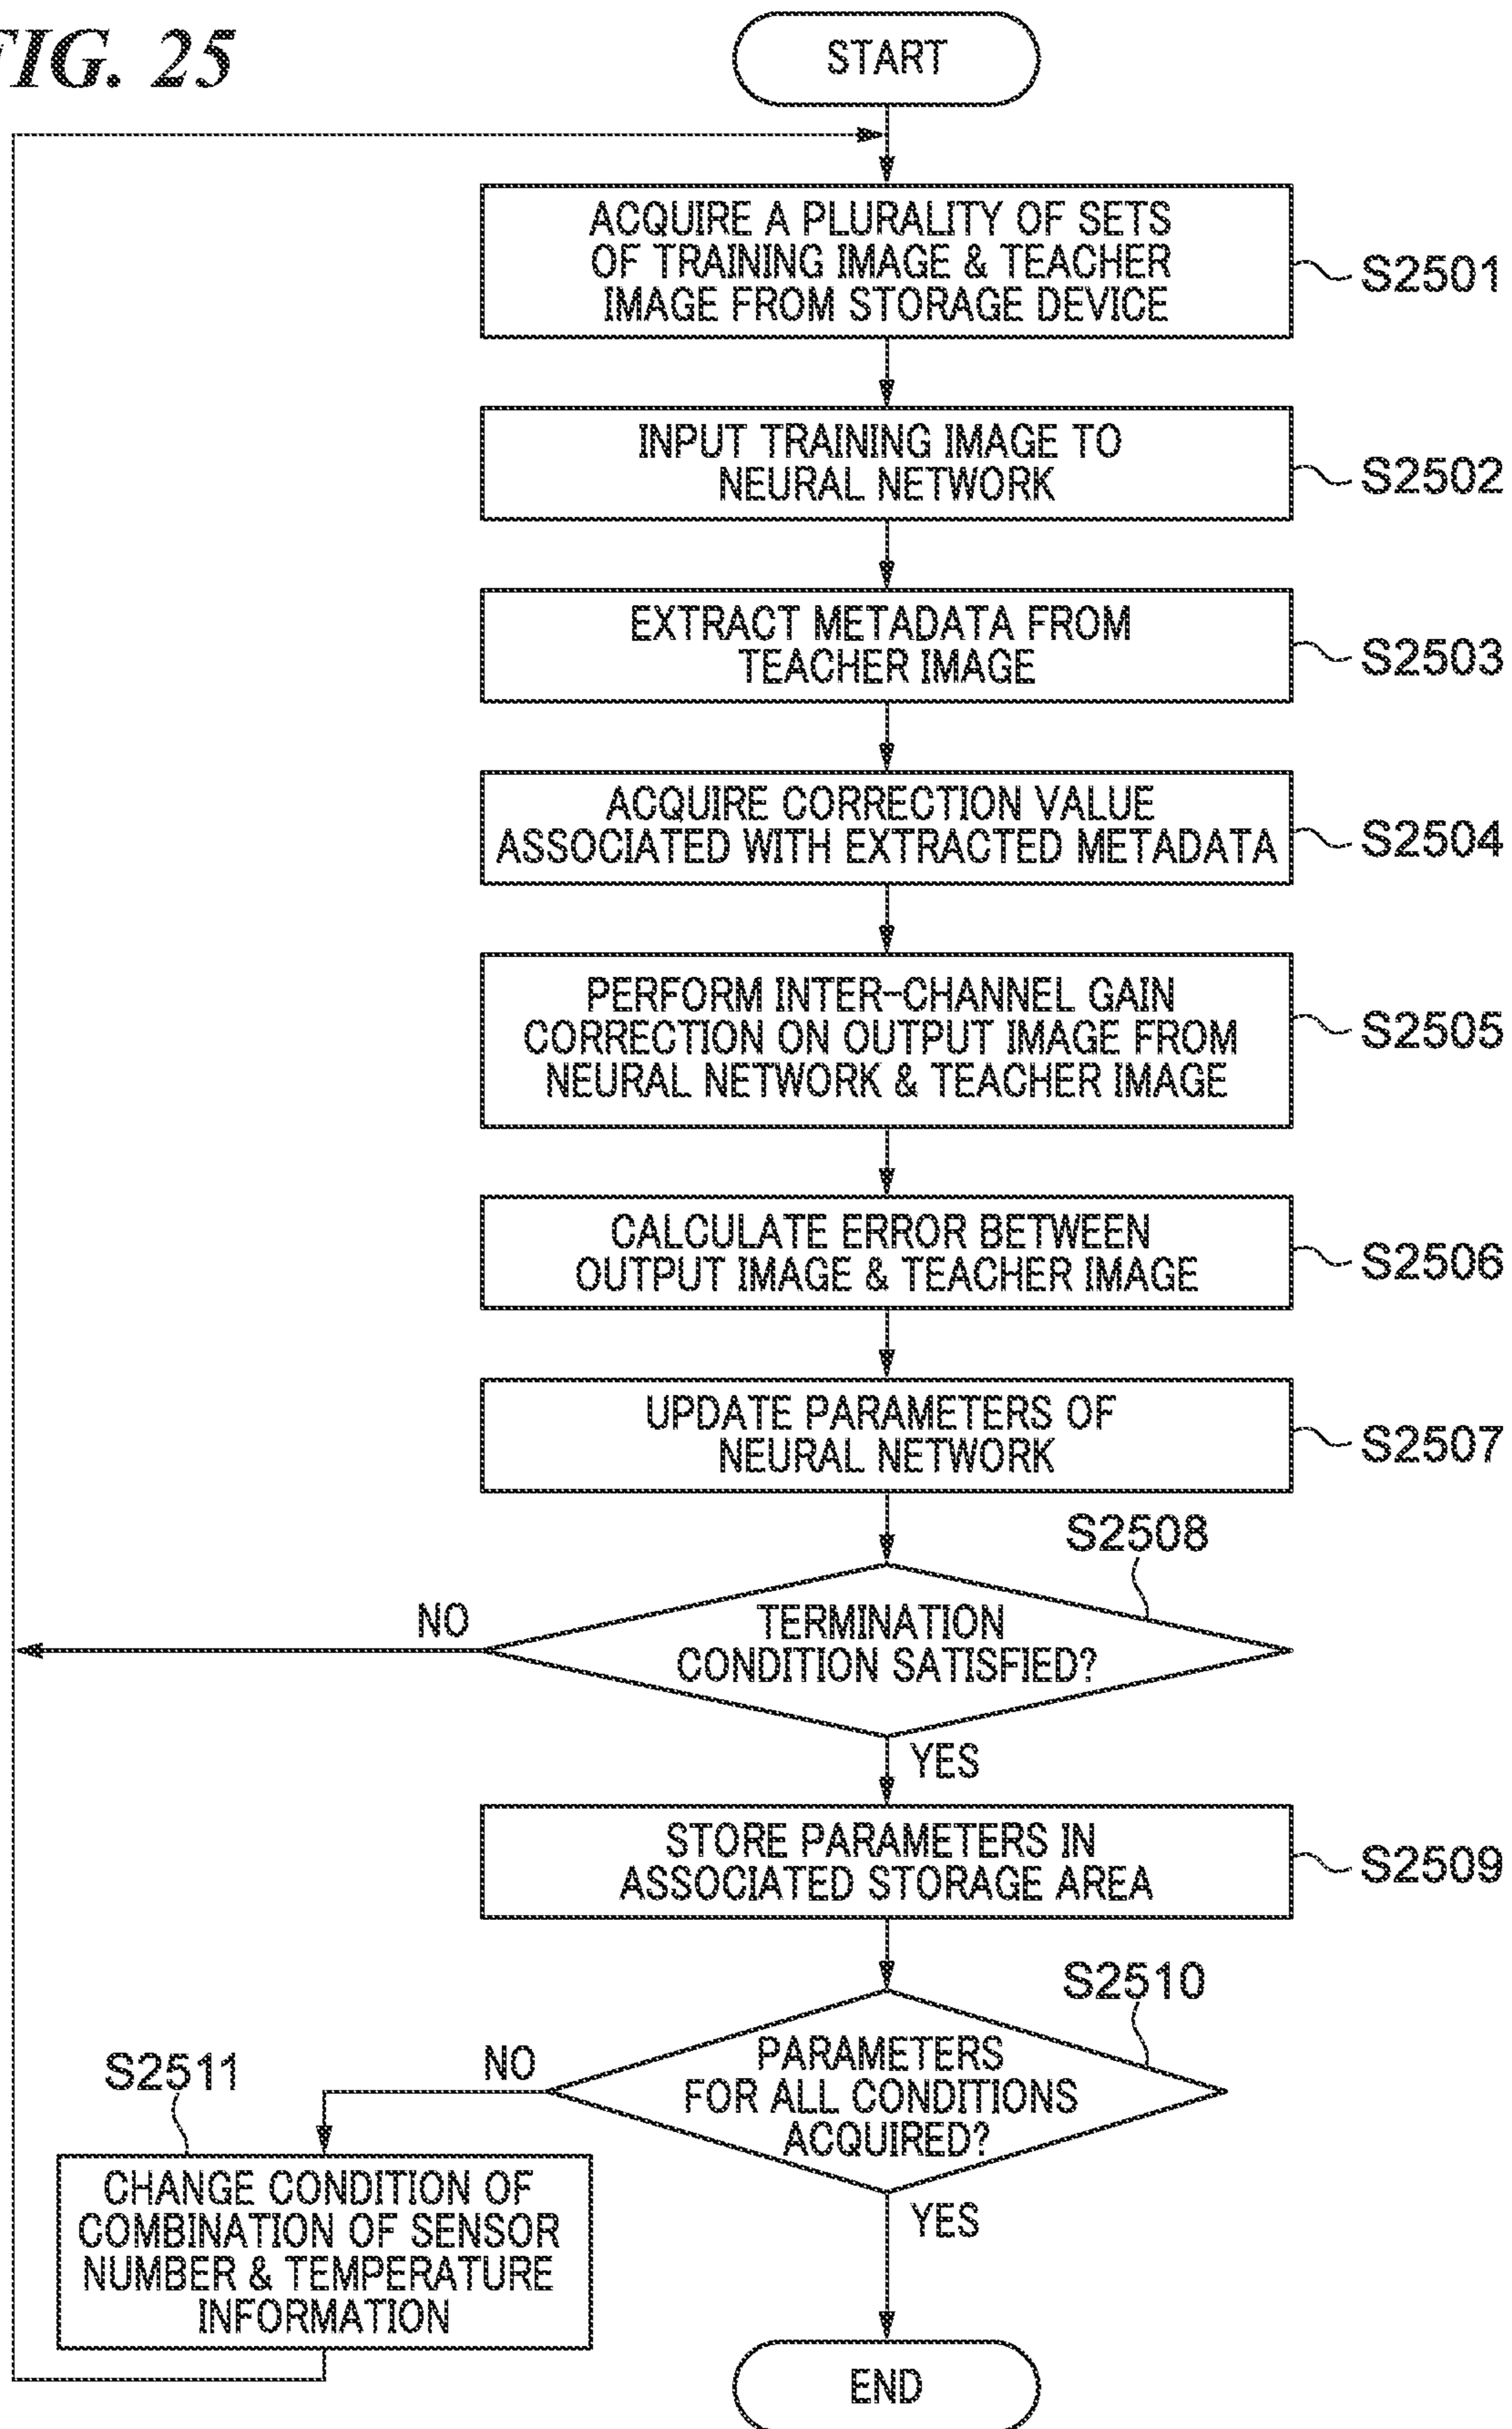 FIG. 25
START
ACQUIRE A PLURALITY OF SETS
OF TRAINING IMAGE & TEACHER
IMAGE FROM STORAGE DEVICE
S2501
INPUT TRAINING IMAGE TO
NEURAL NETWORK
S2502
EXTRACT METADATA FROM
TEACHER IMAGE
S2503
ACQUIRE CORRECTION VALUE
ASSOCIATED WITH EXTRACTED METADATA
S2504
PERFORM INTER-CHANNEL GAIN
CORRECTION ON OUTPUT IMAGE FROM
NEURAL NETWORK & TEACHER IMAGE
S2505
CALCULATE ERROR BETWEEN
OUTPUT IMAGE & TEACHER IMAGE
S2506
UPDATE PARAMETERS OF
NEURAL NETWORK
S2507
S2508
NO
TERMINATION
CONDITION SATISFIED?
YES
STORE PARAMETERS IN
ASSOCIATED STORAGE AREA
S2509
S2510
NO
PARAMETERS
FOR ALL CONDITIONS
ACQUIRED?
S2511
CHANGE CONDITION OF
COMBINATION OF SENSOR
NUMBER & TEMPERATURE
INFORMATION
YES
END